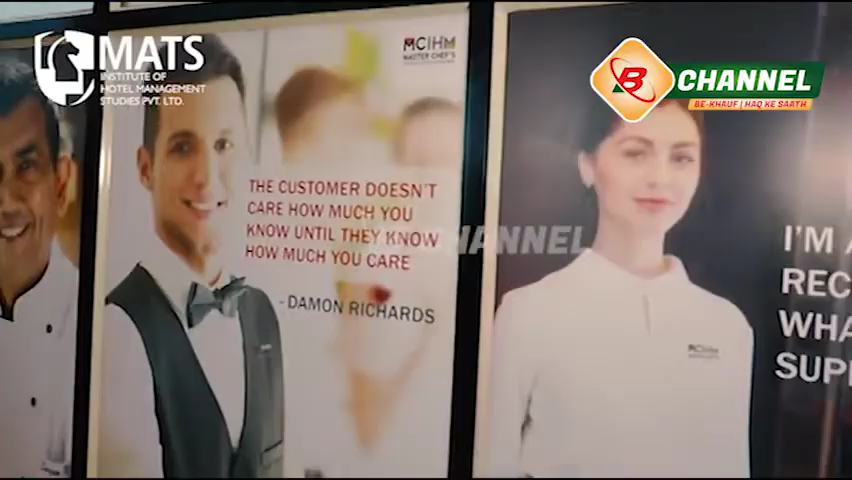 MATS
INSTITUTE OF
HOTEL MANAGEMENT
STUDIES PVT. LTD.
MCIHM
MASTER CHEF'S
B CHANNEL
BE-KHAUF | HAQ KE SAATH
THE CUSTOMER DOESN'T
CARE HOW MUCH YOU
KNOW UNTIL THEY KNOW
HOW MUCH YOU CARE
-DAMON RICHARDS
CHANNEL
I'M A
REC
WHA
SUP
MCIHM